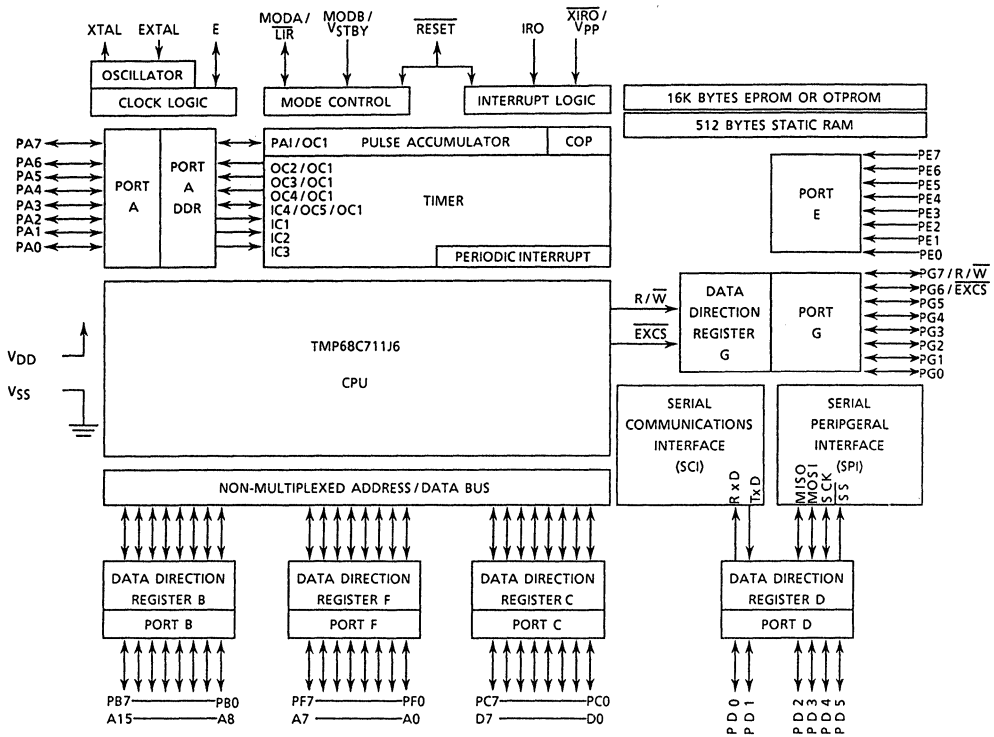 XTAL EXTAL E
MODA/
LIR
MODB/
VSTBY
RESET
IRO
XIRO/
VPP
OSCILLATOR
CLOCK LOGIC
MODE CONTROL
INTERRUPT LOGIC
16K BYTES EPROM OR OTPROM
512 BYTES STATIC RAM
PA7
PA6
PA5
PA4
PA3
PA2
PA1
PA0
PORT
A
PORT
A
DDR
PAI/OC1
PULSE ACCUMULATOR
COP
OC2/OC1
OC3/OC1
OC4/OC1
IC4/OC5/OC1
IC1
IC2
IC3
TIMER
PERIODIC INTERRUPT
PORT
E
PE7
PE6
PE5
PE4
PE3
PE2
PE1
PE0
VDD
VSS
TMP68C711J6
CPU
R/W
EXCS
DATA
DIRECTION
REGISTER
G
PORT
G
PG7/R/W
PG6/EXCS
PG5
PG4
PG3
PG2
PG1
PG0
SERIAL
COMMUNICATIONS
INTERFACE
(SCI)
RxD
TxD
SERIAL
PERIPGERAL
INTERFACE
(SPI)
MISO
MOSI
SCK
SS
NON-MULTIPLEXED ADDRESS/DATA BUS
DATA DIRECTION
REGISTER B
PORT B
DATA DIRECTION
REGISTER F
PORT F
DATA DIRECTION
REGISTER C
PORT C
DATA DIRECTION
REGISTER D
PORT D
PB7 PB0
A15 A8
PF7 PF0
A7 A0
PC7 PC0
D7 D0
PD0
PD1
PD2
PD3
PD4
PD5